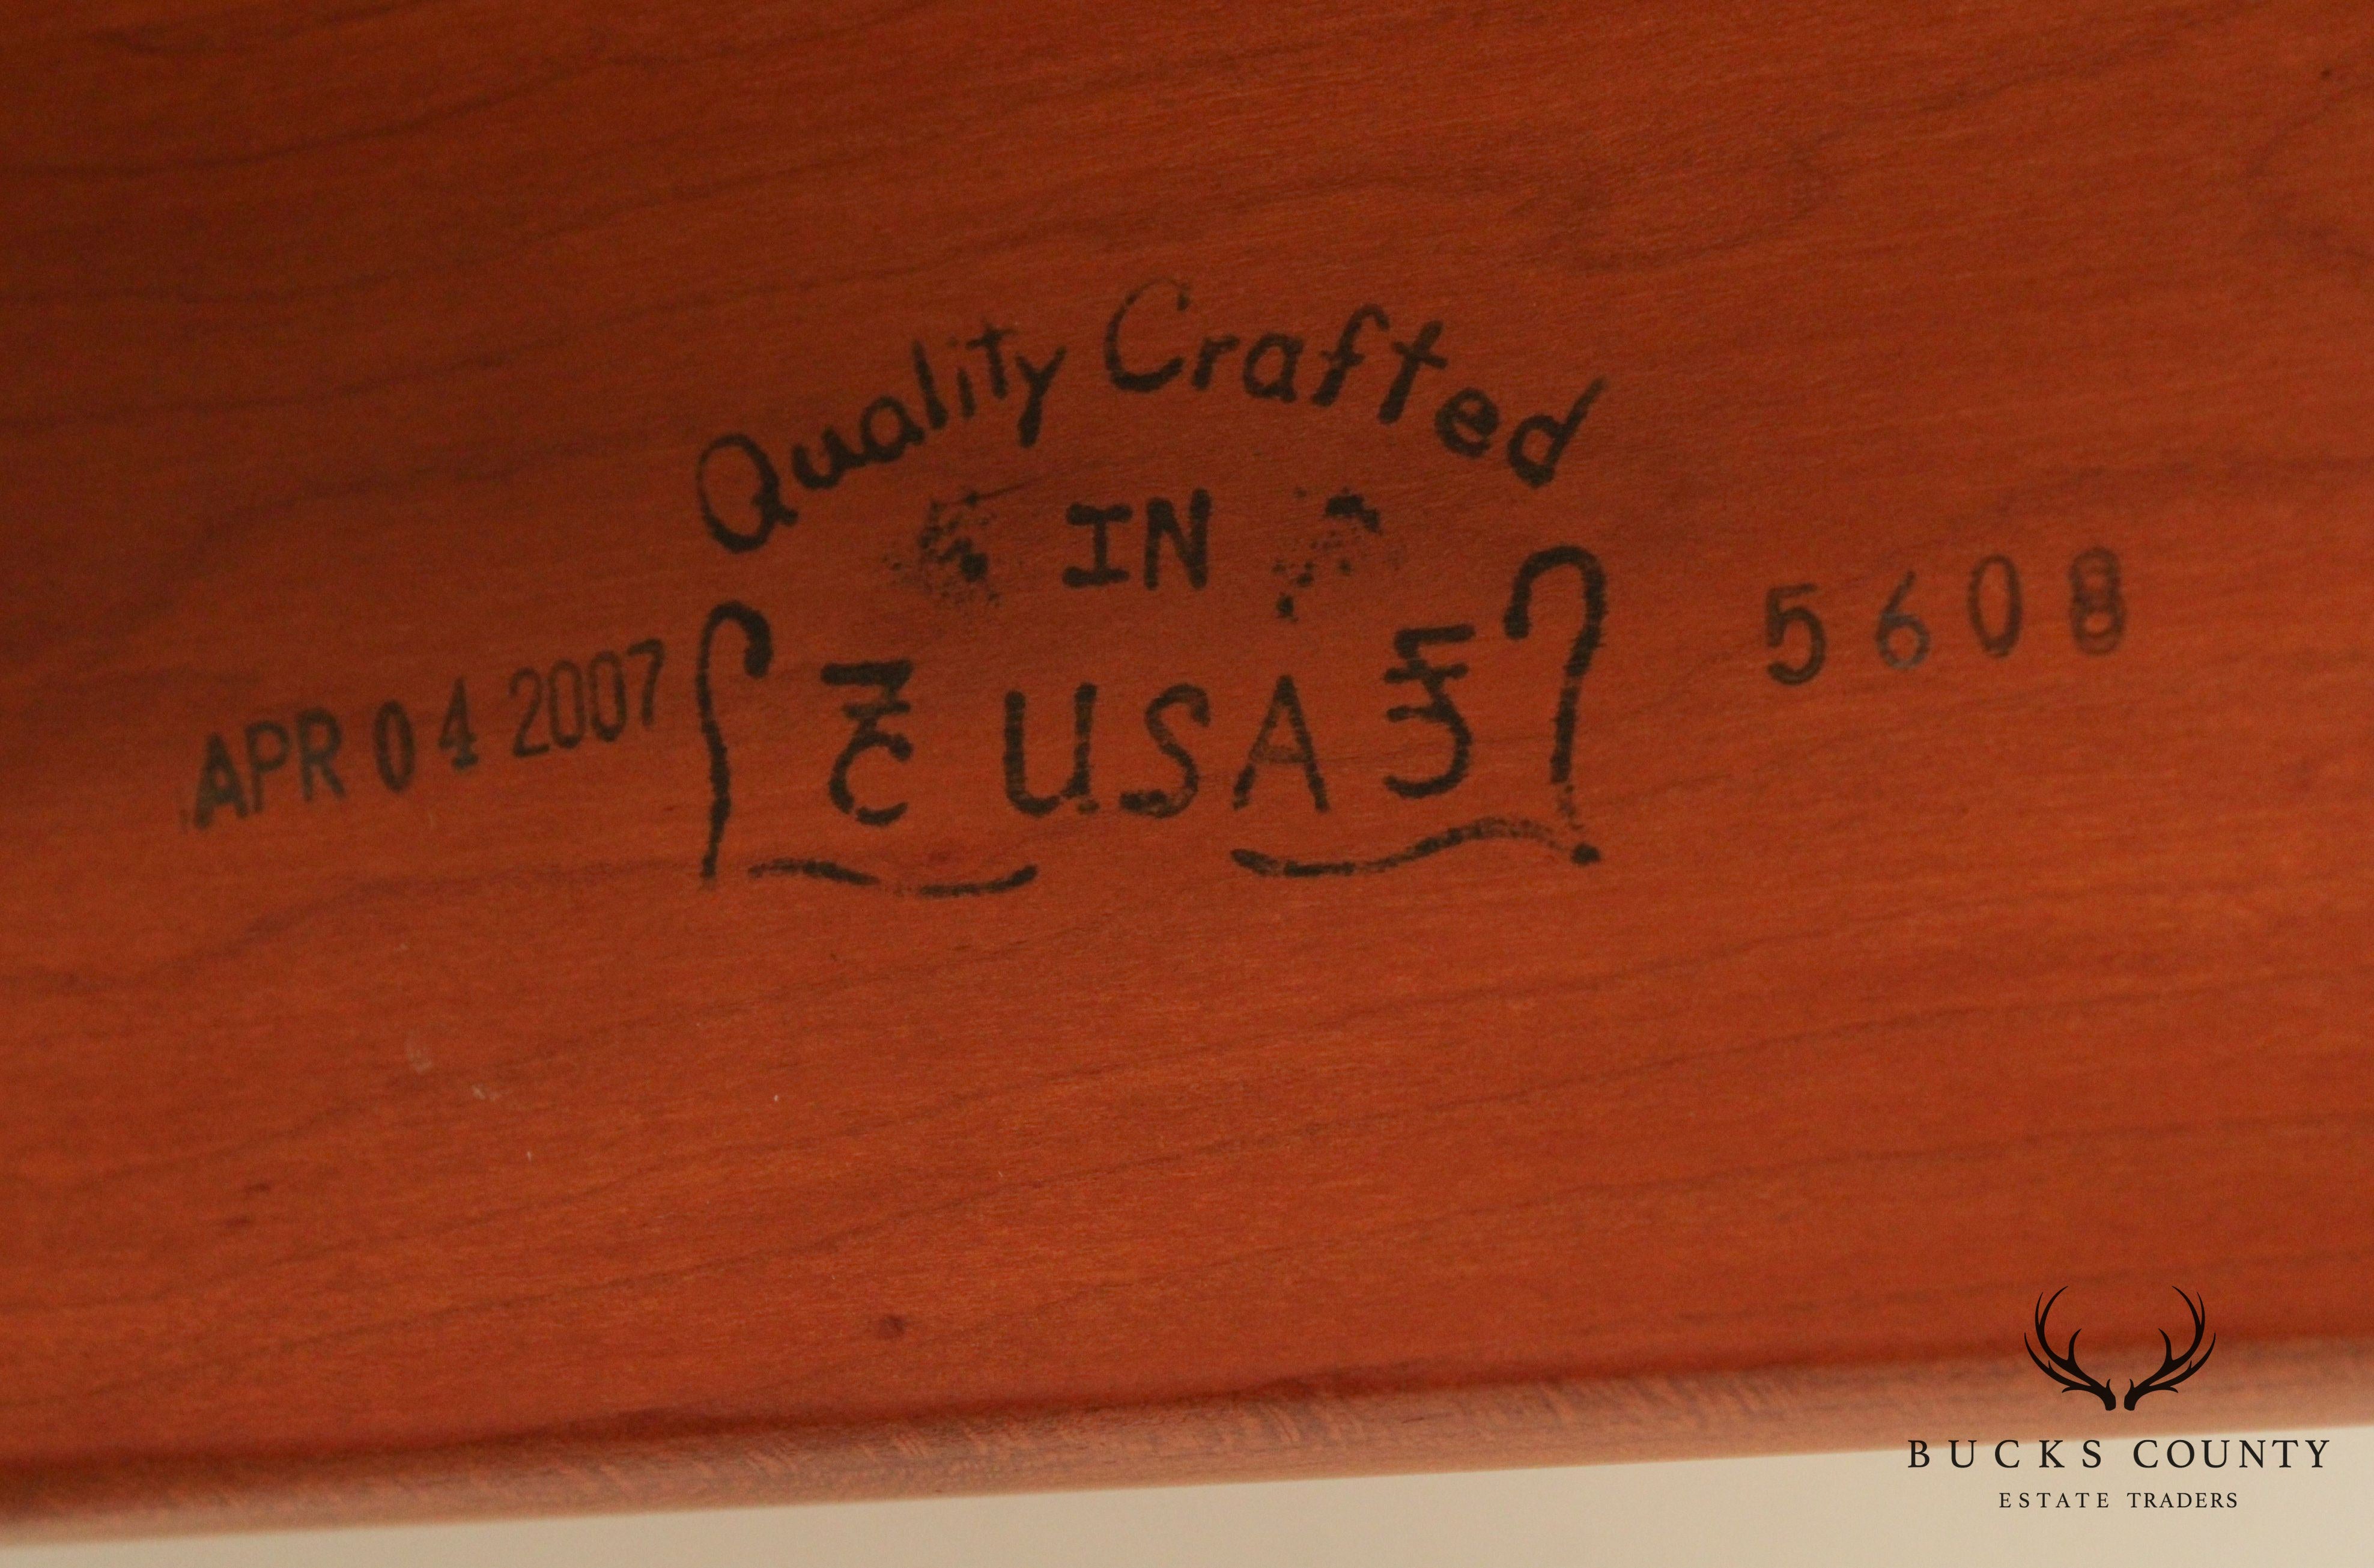 Quality Crafted
IN
APR 04 2007
USA
5608
BUCKS COUNTY
ESTATE TRADERS